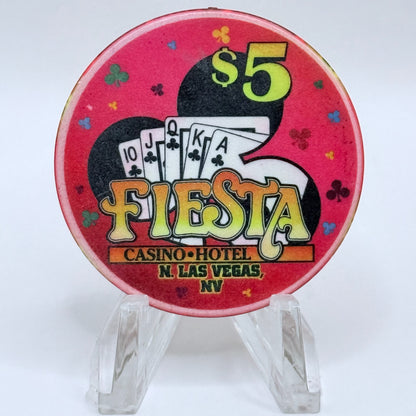 $5
10 J Q K A
FIESTA
CASINO•HOTEL
N. LAS VEGAS,
NV